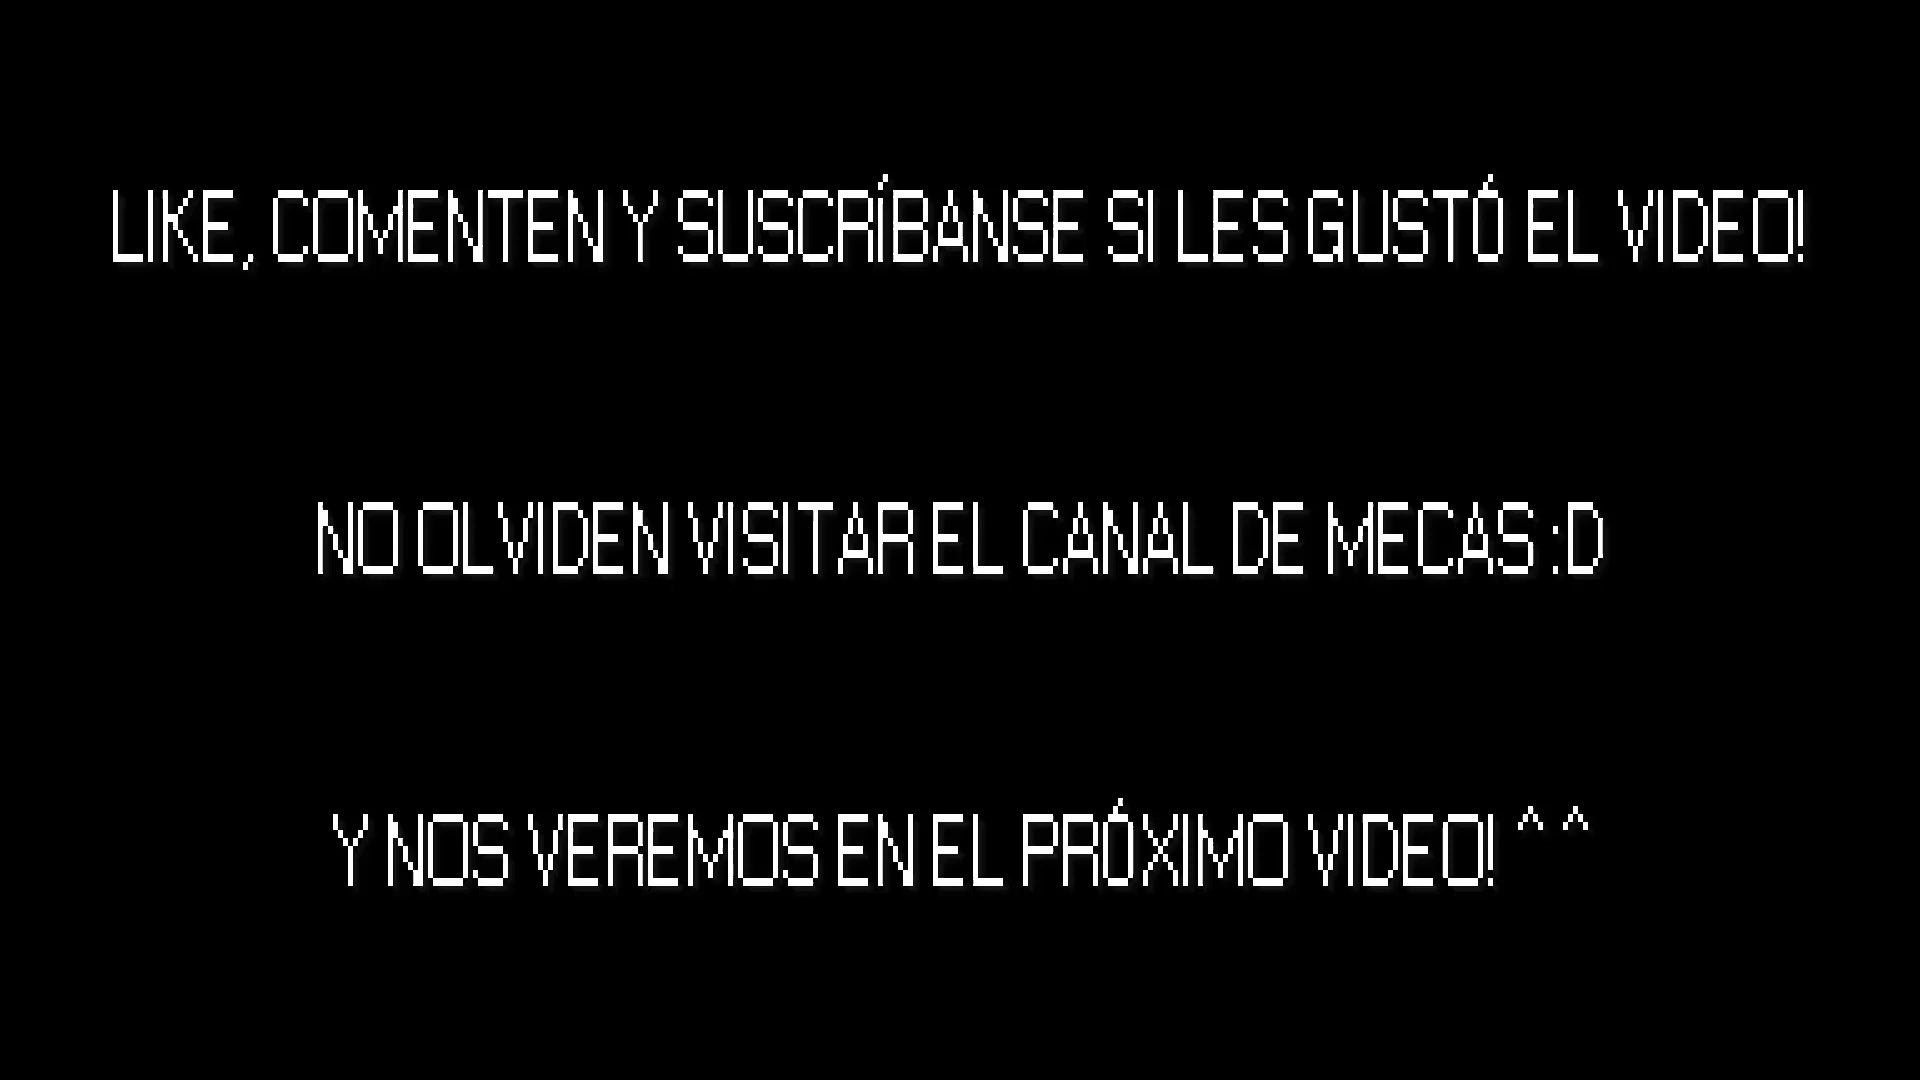 LIKE, COMENTEN Y SUSCRÍBANSE SI LES GUSTÓ EL VIDEO!
NO OLVIDEN VISITAR EL CANAL DE MECAS :D
Y NOS VEREMOS EN EL PRÓXIMO VIDEO! ^ ^